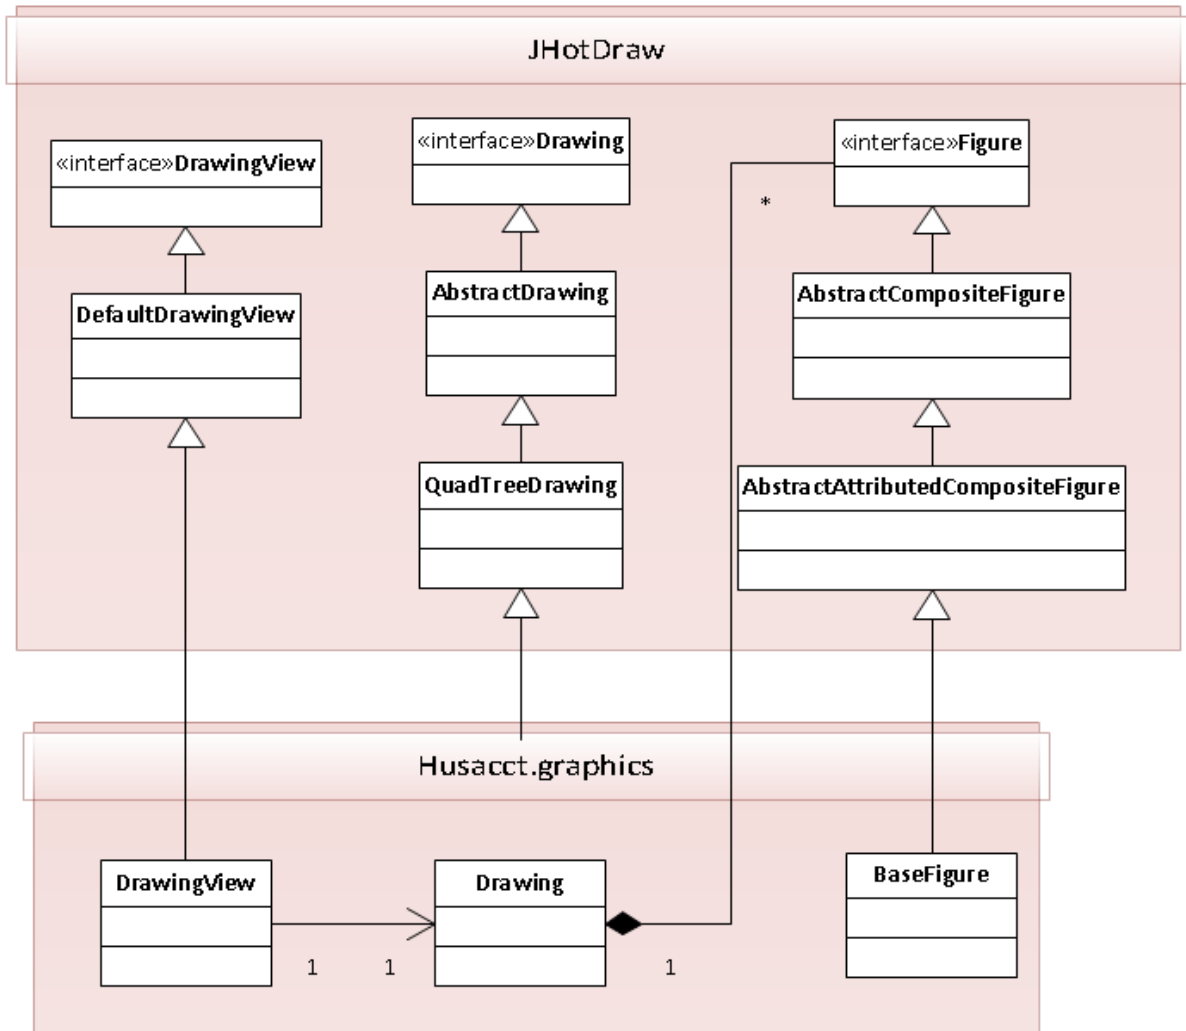 JHotDraw
«interface»DrawingView
«interface»Drawing
«interface»Figure
*
DefaultDrawingView
AbstractDrawing
AbstractCompositeFigure
QuadTreeDrawing
AbstractAttributedCompositeFigure
Husacct.graphics
DrawingView
Drawing
BaseFigure
1
1
1